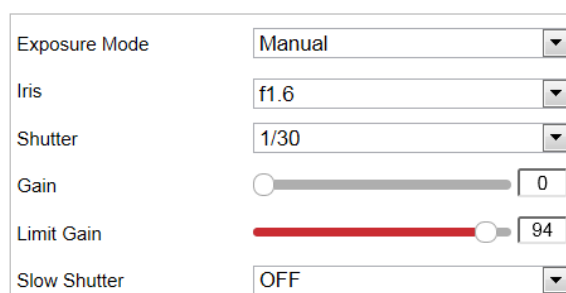 Exposure Mode Manual
Iris f1.6
Shutter 1/30
Gain 0
Limit Gain 94
Slow Shutter OFF